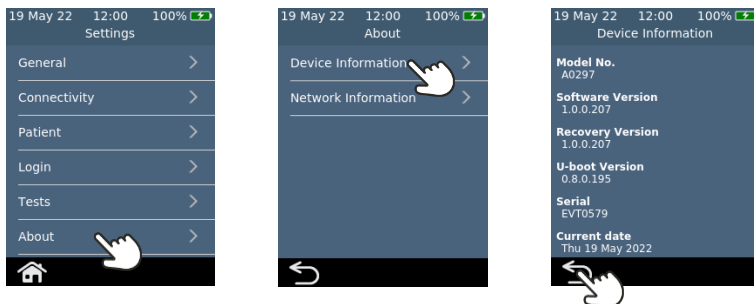 19 May 22 12:00 100%
Settings
General
Connectivity
Patient
Login
Tests
About
19 May 22 12:00 100%
About
Device Information
Network Information
19 May 22 12:00 100%
Device Information
Model No.
A0297
Software Version
1.0.0.207
Recovery Version
1.0.0.207
U-boot Version
0.8.0.195
Serial
EVT0579
Current date
Thu 19 May 2022